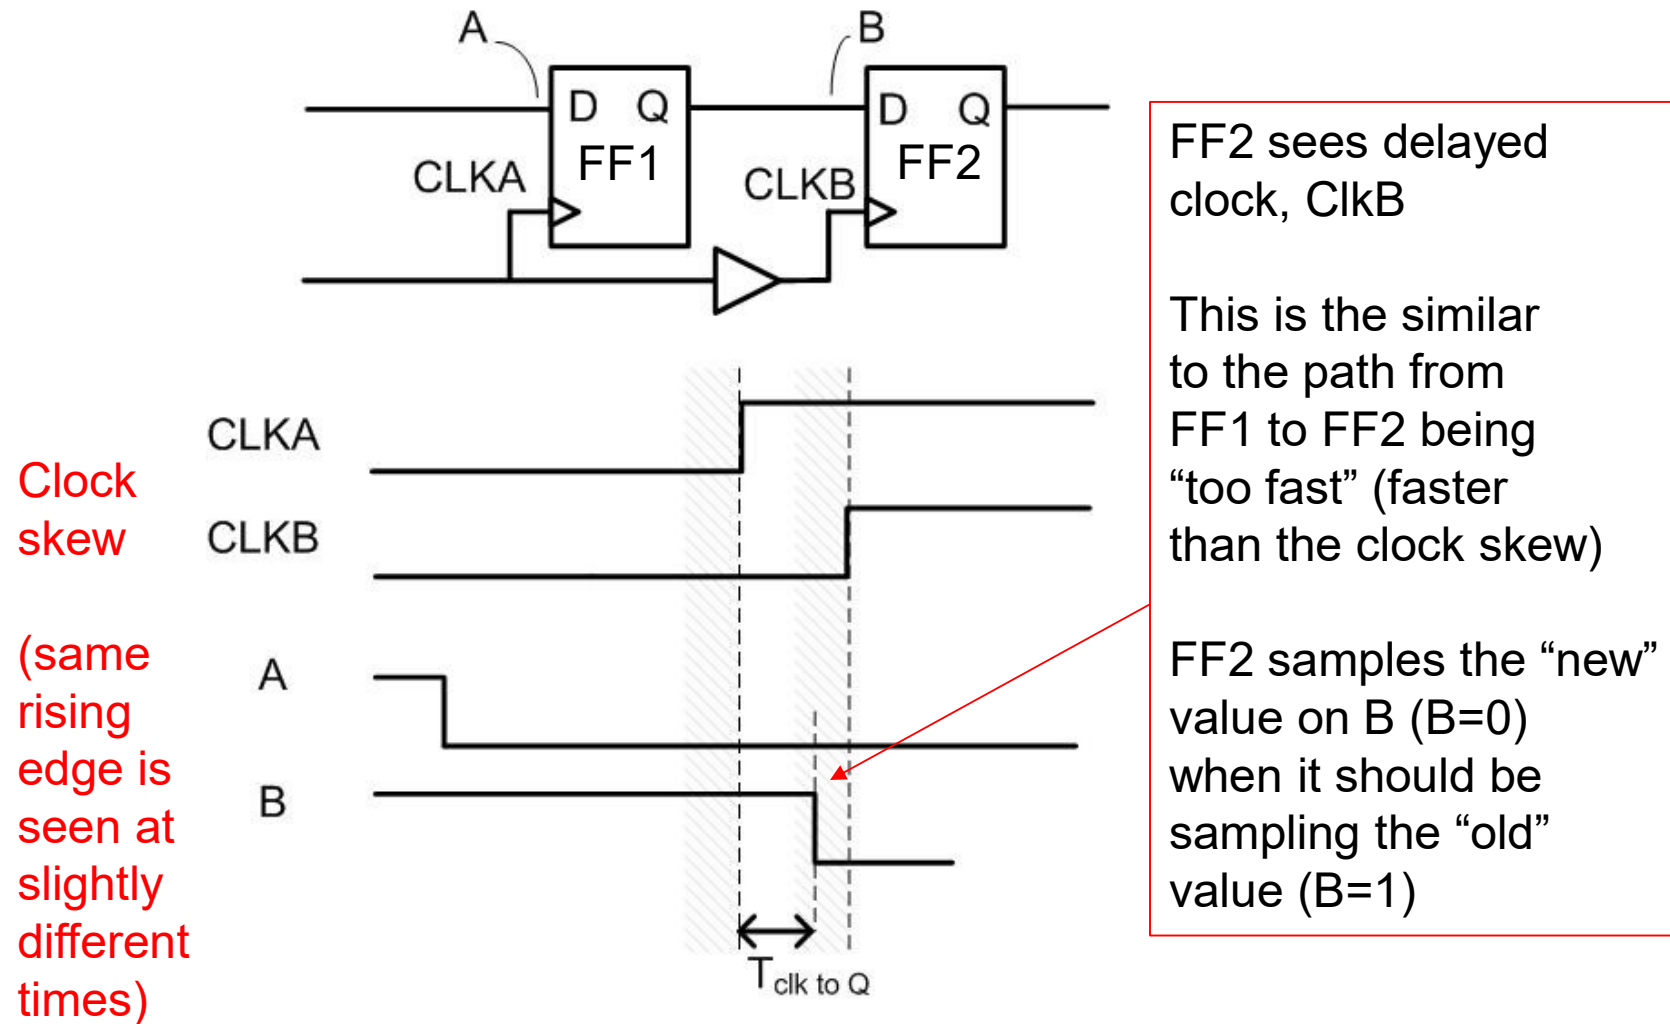 A
B
D Q
FF1
CLKA
D Q
FF2
CLKB
FF2 sees delayed
clock, ClkB
This is the similar
to the path from
FF1 to FF2 being
“too fast” (faster
than the clock skew)
FF2 samples the “new”
value on B (B=0)
when it should be
sampling the “old”
value (B=1)
Clock
skew
(same
rising
edge is
seen at
slightly
different
times)
CLKA
CLKB
A
B
Tclk to Q